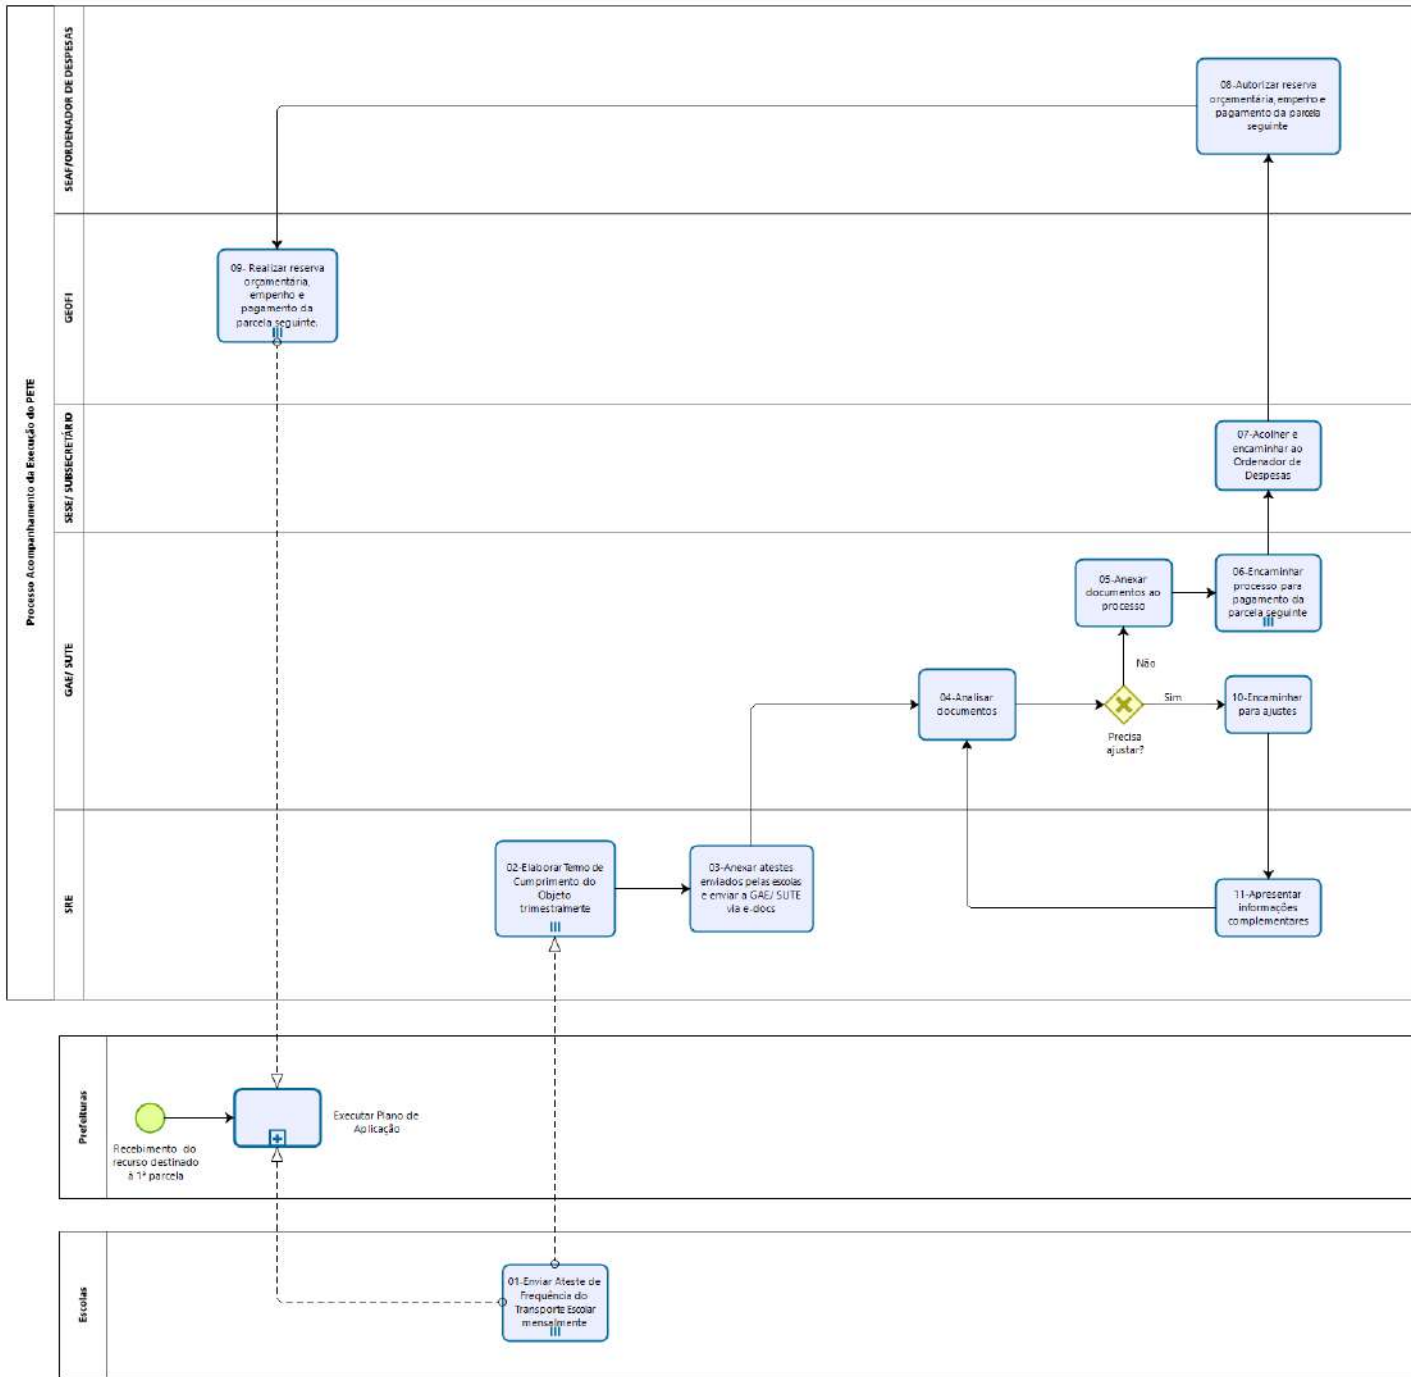 Processo Acompanhamento da Execução do PETE
SEAF/ORDENADOR DE DESPESAS
08-Autorizar reserva
orçamentária, empenho e
pagamento da parcela
seguinte
GEOFI
09- Realizar reserva
orçamentária,
empenho e
pagamento da
parcela seguinte.
SESE/ SUBSECRETÁRIO
07-Acolher e
encaminhar ao
Ordenador de
Despesas
GAE/ SUTE
05-Anexar
documentos ao
processo
06-Encaminhar
processo para
pagamento da
parcela seguinte
Não
04-Analisar
documentos
Sim
10-Encaminhar
para ajustes
Precisa
ajustar?
SRE
02-Elaborar Termo de
Cumprimento do
Objeto
trimestralmente
03-Anexar atestes
enviados pelas escolas
e enviar a GAE/ SUTE
via e-docs
11-Apresentar
informações
complementares
Prefeituras
Recebimento do
recurso destinado
à 1ª parcela
Executar Plano de
Aplicação
Escolas
01-Enviar Ateste de
Frequência do
Transporte Escolar
mensalmente